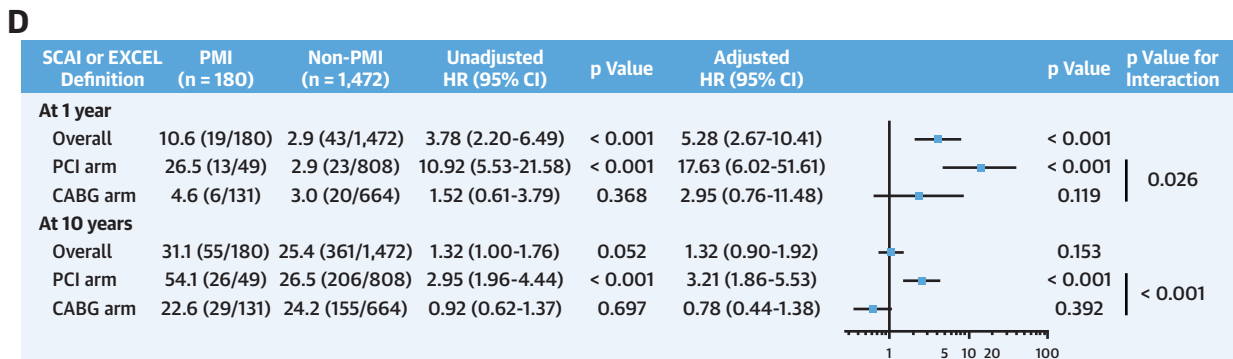 D
SCAI or EXCEL Definition PMI (n = 180) Non-PMI (n = 1,472) Unadjusted HR (95% CI) p Value Adjusted HR (95% CI) p Value p Value for Interaction
At 1 year
Overall 10.6 (19/180) 2.9 (43/1,472) 3.78 (2.20-6.49) < 0.001 5.28 (2.67-10.41) < 0.001
PCI arm 26.5 (13/49) 2.9 (23/808) 10.92 (5.53-21.58) < 0.001 17.63 (6.02-51.61) < 0.001
0.026
CABG arm 4.6 (6/131) 3.0 (20/664) 1.52 (0.61-3.79) 0.368 2.95 (0.76-11.48) 0.119
At 10 years
Overall 31.1 (55/180) 25.4 (361/1,472) 1.32 (1.00-1.76) 0.052 1.32 (0.90-1.92) 0.153
PCI arm 54.1 (26/49) 26.5 (206/808) 2.95 (1.96-4.44) < 0.001 3.21 (1.86-5.53) < 0.001
< 0.001
CABG arm 22.6 (29/131) 24.2 (155/664) 0.92 (0.62-1.37) 0.697 0.78 (0.44-1.38) 0.392
1 5 10 20 100